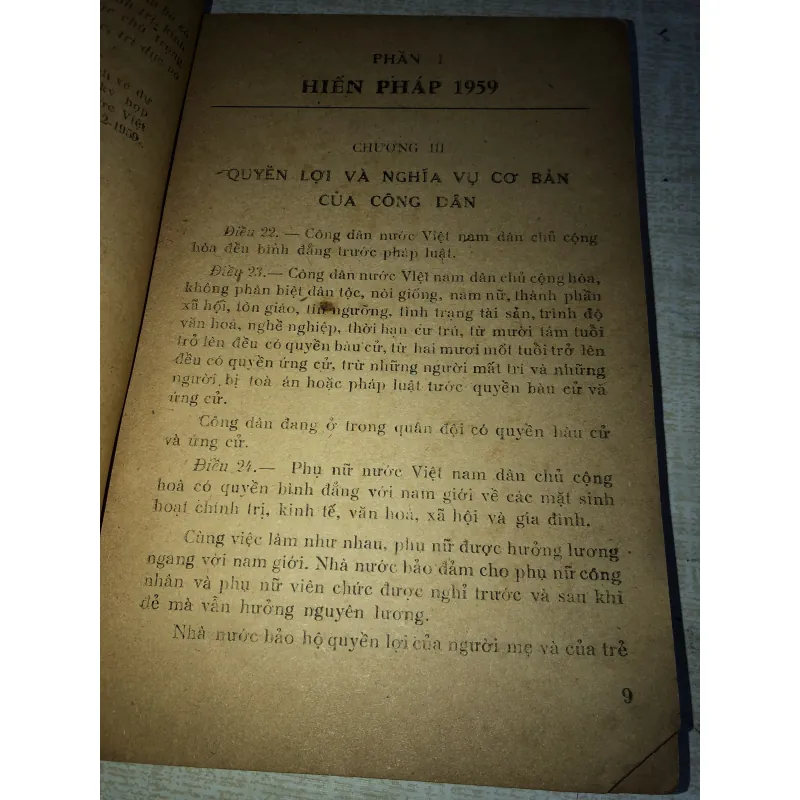 PHẦN I
HIẾN PHÁP 1959
CHƯƠNG III
QUYỀN LỢI VÀ NGHĨA VỤ CƠ BẢN
CỦA CÔNG DÂN
Điều 22. — Công dân nước Việt nam dân chủ cộng
hòa đều bình đẳng trước pháp luật.
Điều 23.— Công dân nước Việt nam dân chủ cộng hòa,
không phân biệt dân tộc, nòi giống, nam nữ, thành phần
xã hội, tôn giáo, tín ngưỡng, tình trạng tài sản, trình độ
văn hoá, nghề nghiệp, thời hạn cư trú, từ mười tám tuổi
trở lên đều có quyền bàu cử, từ hai mươi mốt tuổi trở lên
đều có quyền ứng cử, trừ những người mất trí và những
người bị toà án hoặc pháp luật tước quyền bàu cử và
ứng cử.
Công dân đang ở trong quân đội có quyền bàu cử
và ứng cử.
Điều 24.— Phụ nữ nước Việt nam dân chủ cộng
hoà có quyền bình đẳng với nam giới về các mặt sinh
hoạt chính trị, kinh tế, văn hoá, xã hội và gia đình.
Cùng việc làm như nhau, phụ nữ được hưởng lương
ngang với nam giới. Nhà nước bảo đảm cho phụ nữ công
nhân và phụ nữ viên chức được nghỉ trước và sau khi
đẻ mà vẫn hưởng nguyên lương.
Nhà nước bảo hộ quyền lợi của người mẹ và của trẻ
9